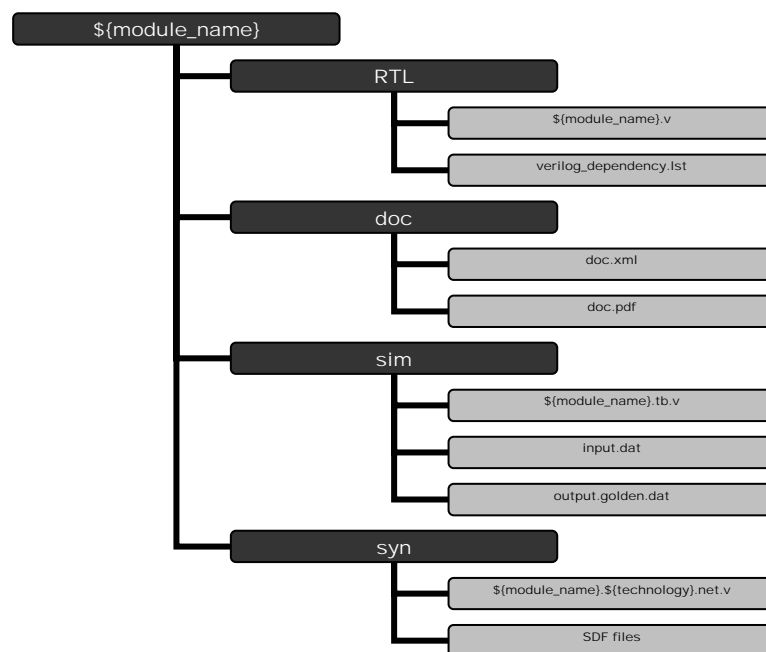 ${module_name}
RTL
${module_name}.v
verilog_dependency.lst
doc
doc.xml
doc.pdf
sim
${module_name}.tb.v
input.dat
output.golden.dat
syn
${module_name}.${technology}.net.v
SDF files